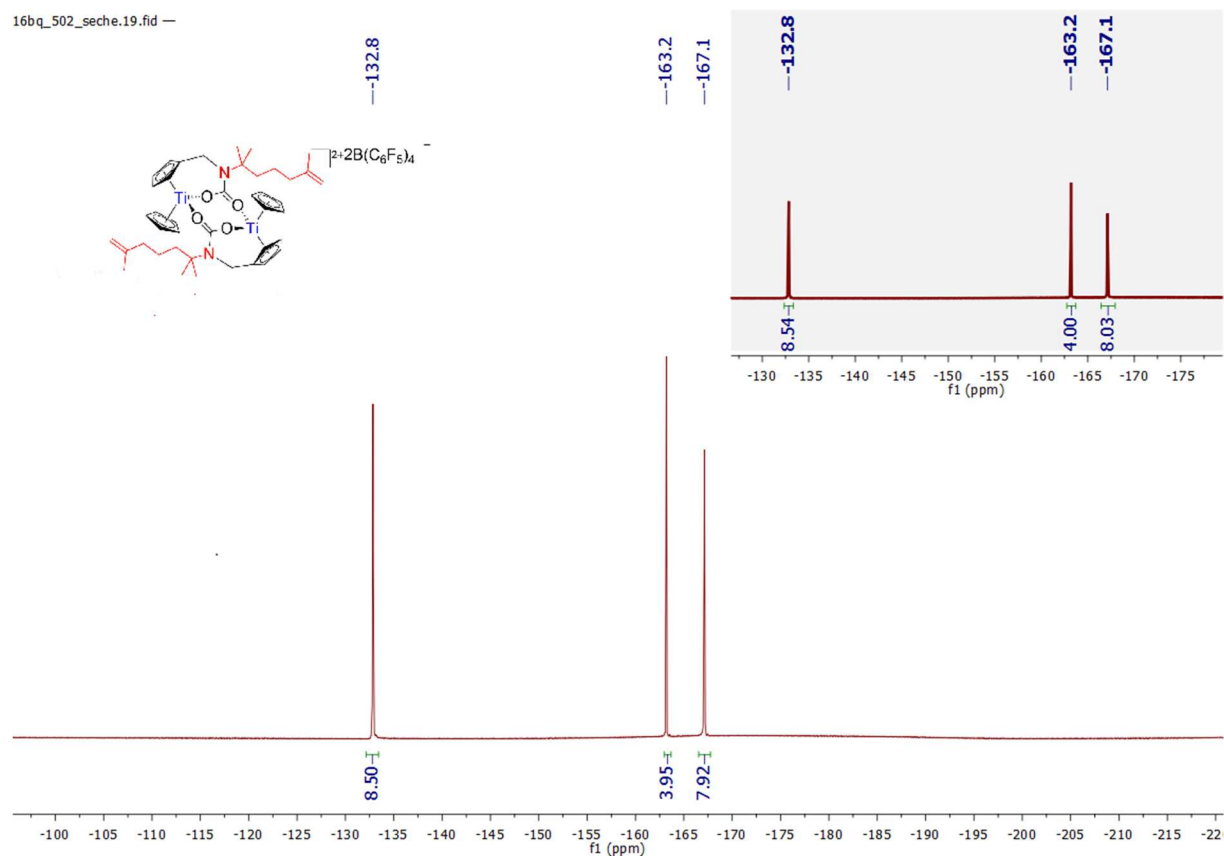 16bq_502_seche.19.fid —
—-132.8
—-163.2
—-167.1
—-132.8
—-163.2
—-167.1
]2+2B(C6F5)4 −
N
Ti O O
O O Ti
N
8.54
4.00
8.03
-130 -135 -140 -145 -150 -155 -160 -165 -170 -175
f1 (ppm)
8.50
3.95
7.92
-100 -105 -110 -115 -120 -125 -130 -135 -140 -145 -150 -155 -160 -165 -170 -175 -180 -185 -190 -195 -200 -205 -210 -215 -22
f1 (ppm)